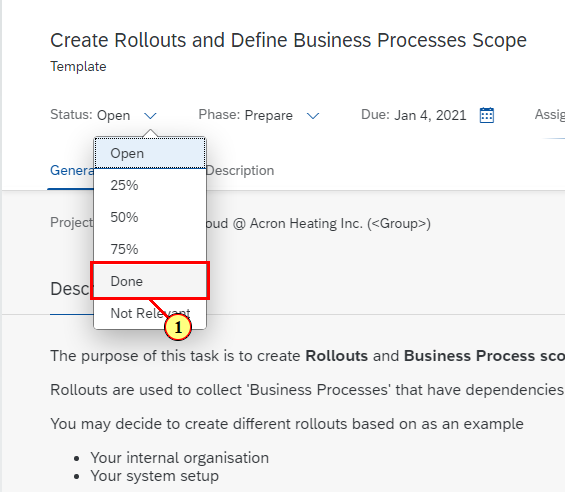 Create Rollouts and Define Business Processes Scope
Template
Status: Open Phase: Prepare Due: Jan 4, 2021 Assig
Open
Genera Description
25%
50%
Project oud @ Acron Heating Inc. (<Group>)
75%
Done
Desc
Not Relevant
1
The purpose of this task is to create Rollouts and Business Process sco
Rollouts are used to collect 'Business Processes' that have dependencies
You may decide to create different rollouts based on as an example
• Your internal organisation
• Your system setup